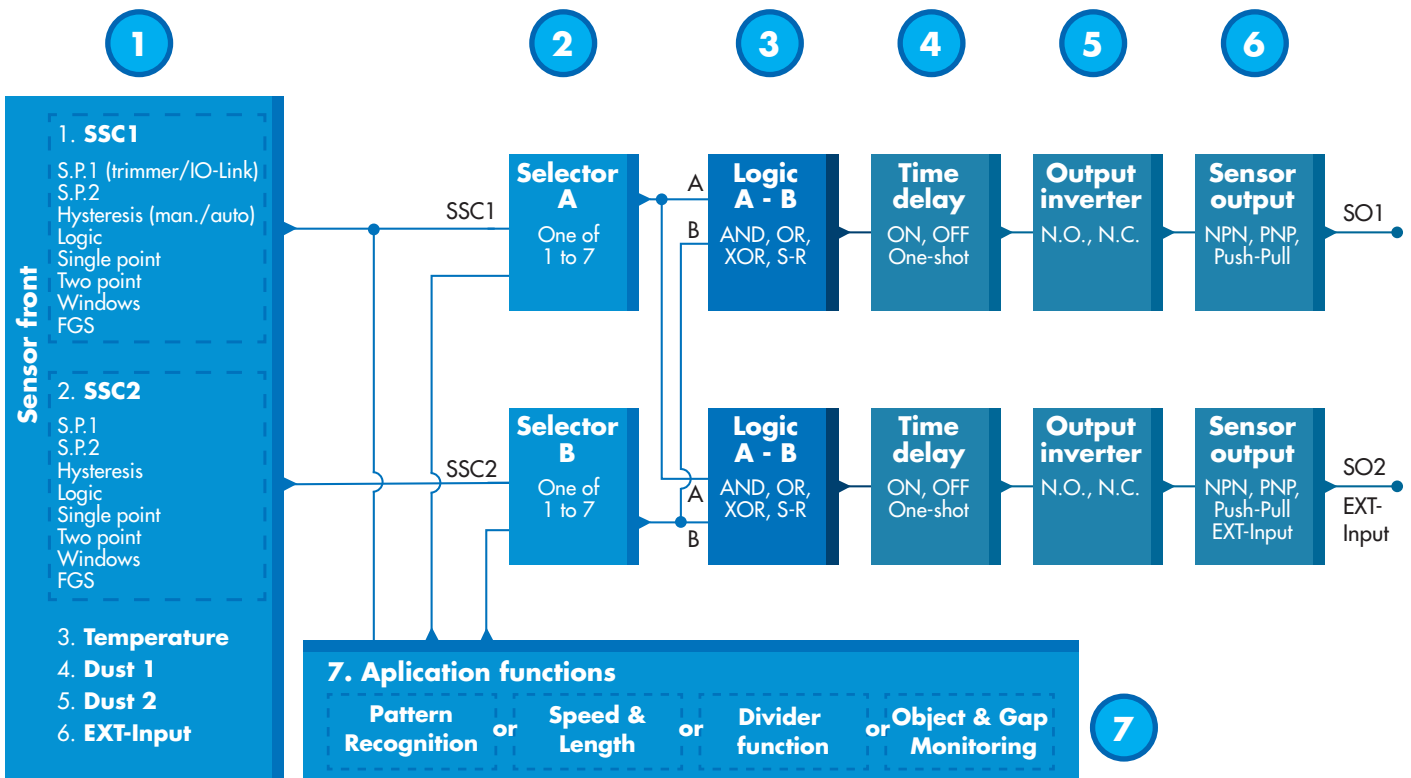 1
2
3
4
5
6
Sensor front
1. SSC1
S.P.1 (trimmer/IO-Link)
S.P.2
Hysteresis (man./auto)
Logic
Single point
Two point
Windows
FGS
2. SSC2
S.P.1
S.P.2
Hysteresis
Logic
Single point
Two point
Windows
FGS
3. Temperature
4. Dust 1
5. Dust 2
6. EXT-Input
SSC1
Selector
A
One of
1 to 7
A
B
Logic
A - B
AND, OR,
XOR, S-R
Time
delay
ON, OFF
One-shot
Output
inverter
N.O., N.C.
Sensor
output
NPN, PNP,
Push-Pull
SO1
SSC2
Selector
B
One of
1 to 7
A
B
Logic
A - B
AND, OR,
XOR, S-R
Time
delay
ON, OFF
One-shot
Output
inverter
N.O., N.C.
Sensor
output
NPN, PNP,
Push-Pull
EXT-Input
SO2
EXT-
Input
7. Aplication functions
Pattern
Recognition
or
Speed &
Length
or
Divider
function
or
Object & Gap
Monitoring
7